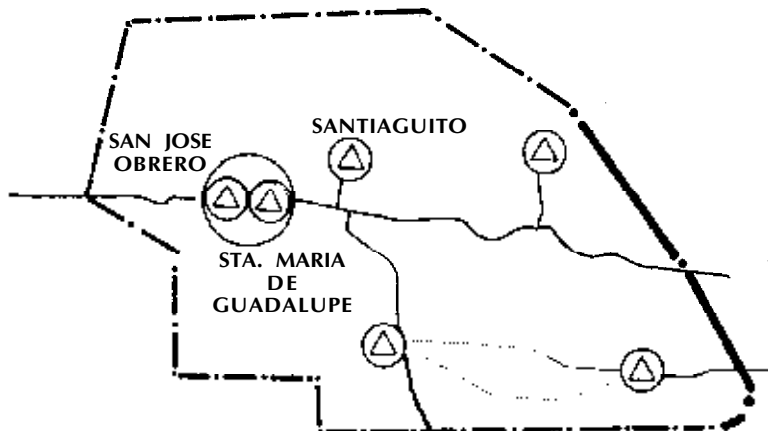 SANTIAGUITO
SAN JOSE
OBRERO
STA. MARIA
DE
GUADALUPE